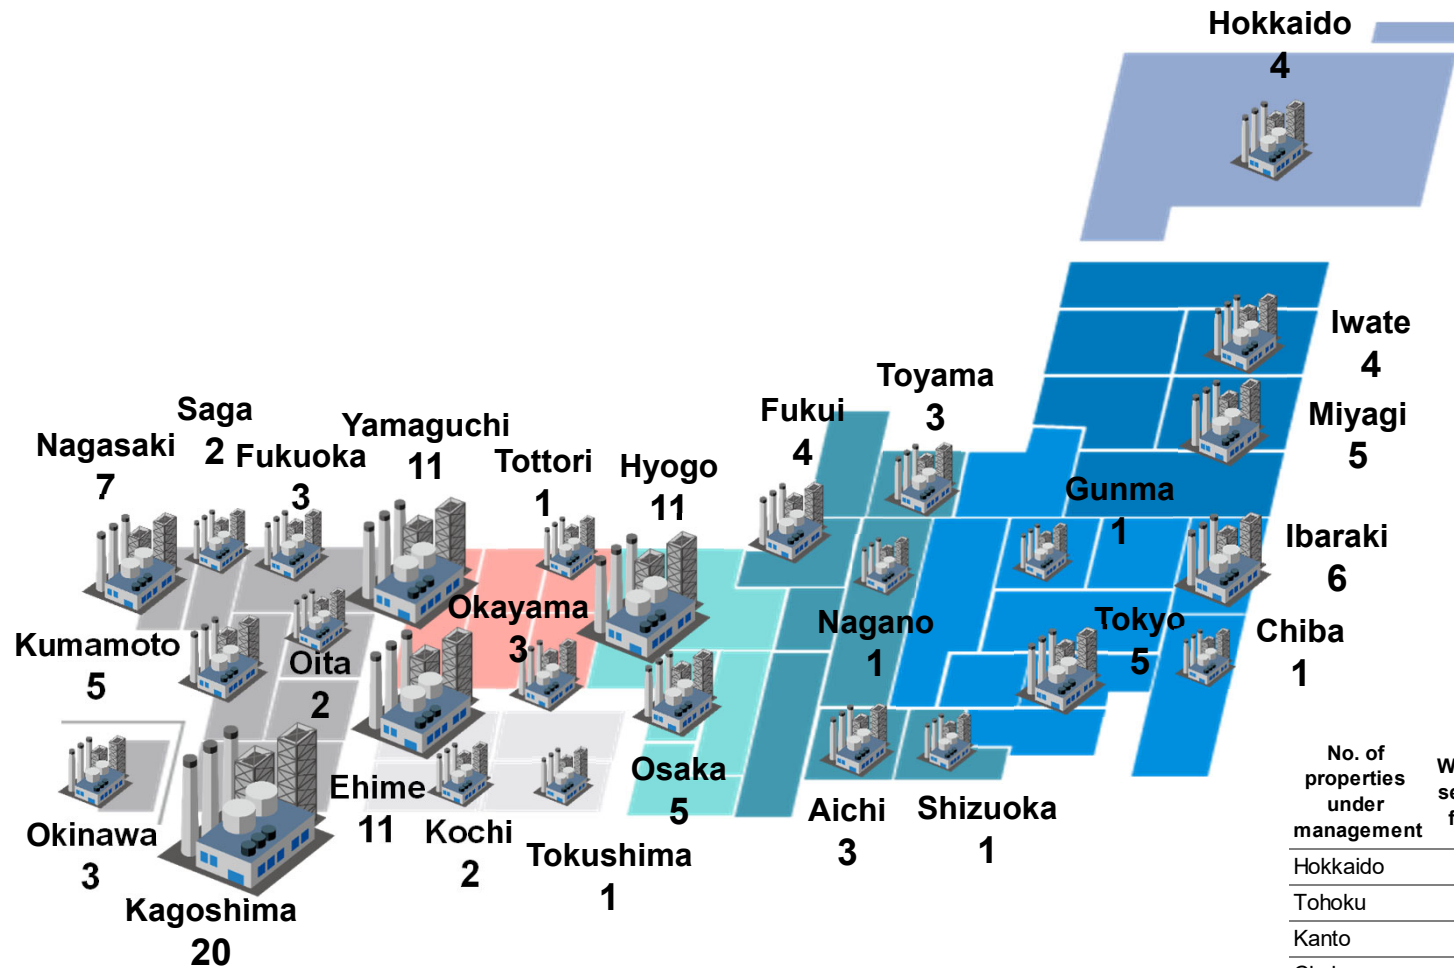 Hokkaido
4
Iwate
4
Miyagi
5
Toyama
3
Fukui
4
Gunma
1
Ibaraki
6
Saga
2
Nagasaki
7
Fukuoka
3
Yamaguchi
11
Tottori
1
Hyogo
11
Okayama
3
Nagano
1
Tokyo
5
Chiba
1
Kumamoto
5
Oita
2
Okinawa
3
Kagoshima
20
Ehime
11
Kochi
2
Tokushima
1
Osaka
5
Aichi
3
Shizuoka
1
No. of
properties
under
management
Hokkaido
Tohoku
Kanto